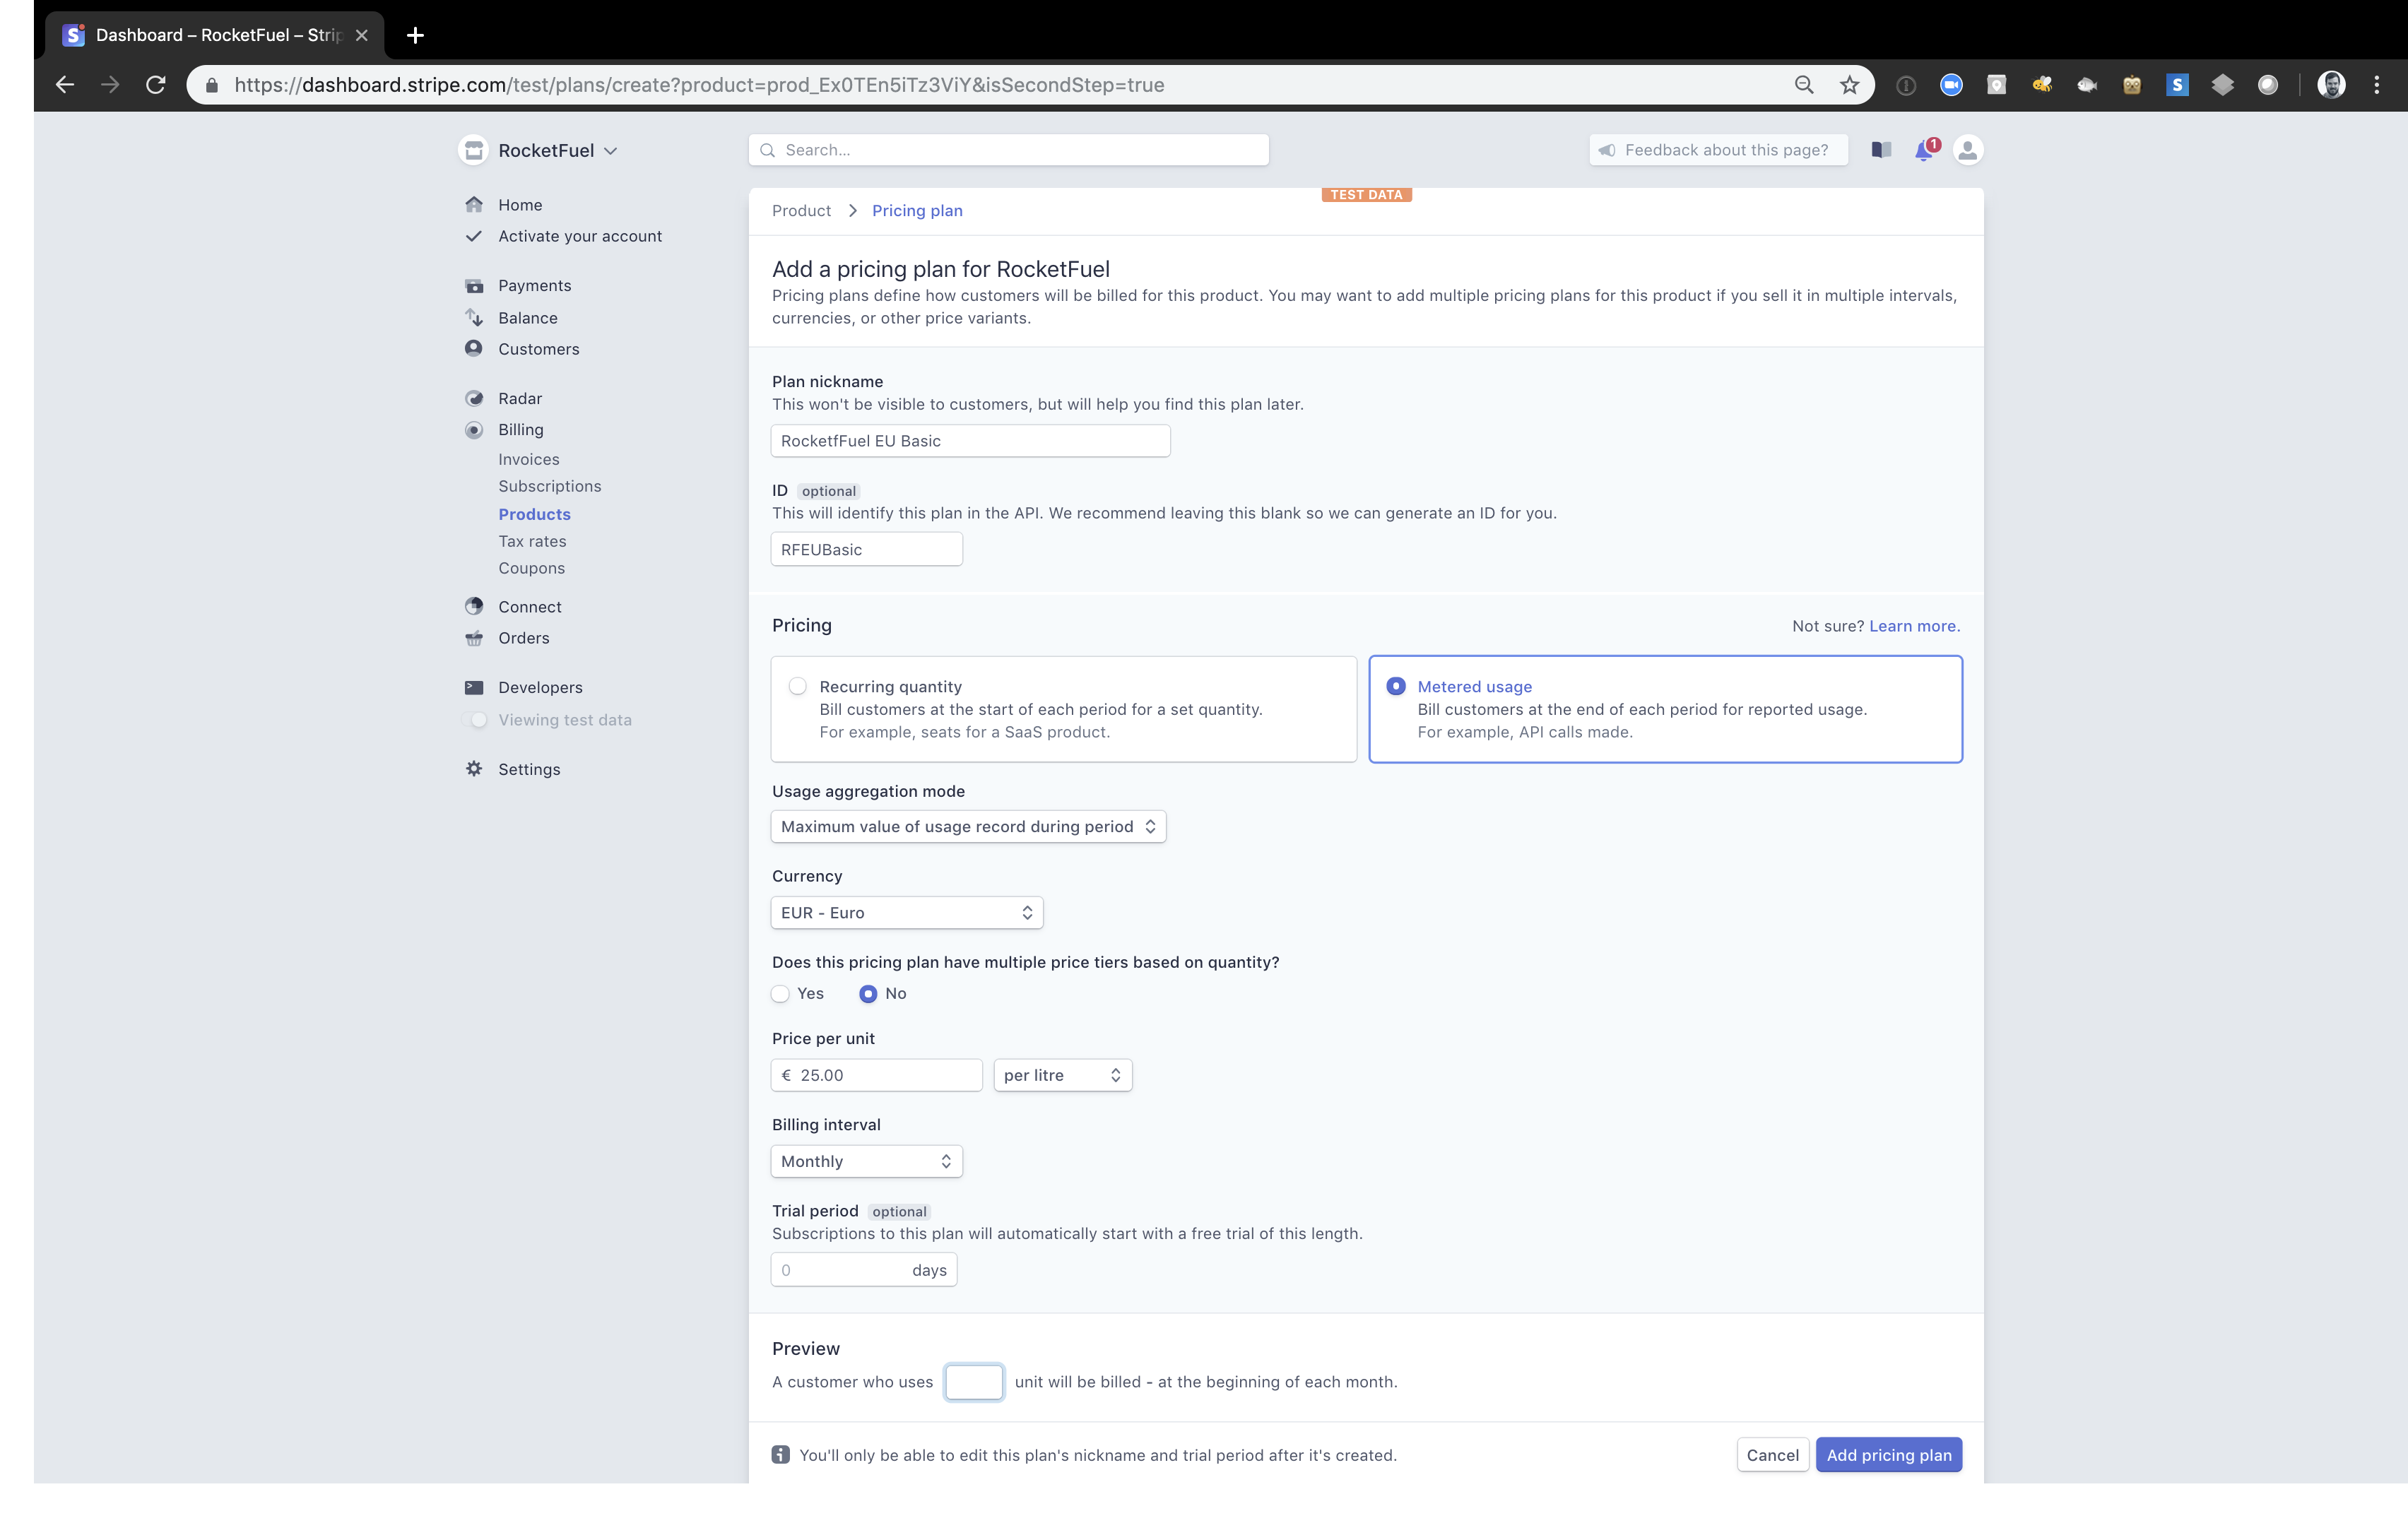 Dashboard – RocketFuel – Strip
https://dashboard.stripe.com/test/plans/create?product=prod_Ex0TEn5iTz3ViY&isSecondStep=true
RocketFuel
Search...
Feedback about this page?
1
Home
Activate your account
Payments
Balance
Customers
Radar
Billing
Invoices
Subscriptions
Products
Tax rates
Coupons
Connect
Orders
Developers
Viewing test data
Settings
TEST DATA
Product
Pricing plan
Add a pricing plan for RocketFuel
Pricing plans define how customers will be billed for this product. You may want to add multiple pricing plans for this product if you sell it in multiple intervals,
currencies, or other price variants.
Plan nickname
This won't be visible to customers, but will help you find this plan later.
RocketfFuel EU Basic
ID optional
This will identify this plan in the API. We recommend leaving this blank so we can generate an ID for you.
RFEUBasic
Pricing
Not sure? Learn more.
Recurring quantity
Bill customers at the start of each period for a set quantity.
For example, seats for a SaaS product.
Metered usage
Bill customers at the end of each period for reported usage.
For example, API calls made.
Usage aggregation mode
Maximum value of usage record during period
Currency
EUR - Euro
Does this pricing plan have multiple price tiers based on quantity?
Yes
No
Price per unit
€ 25.00
per litre
Billing interval
Monthly
Trial period optional
Subscriptions to this plan will automatically start with a free trial of this length.
0 days
Preview
A customer who uses unit will be billed - at the beginning of each month.
You'll only be able to edit this plan's nickname and trial period after it's created.
Cancel
Add pricing plan